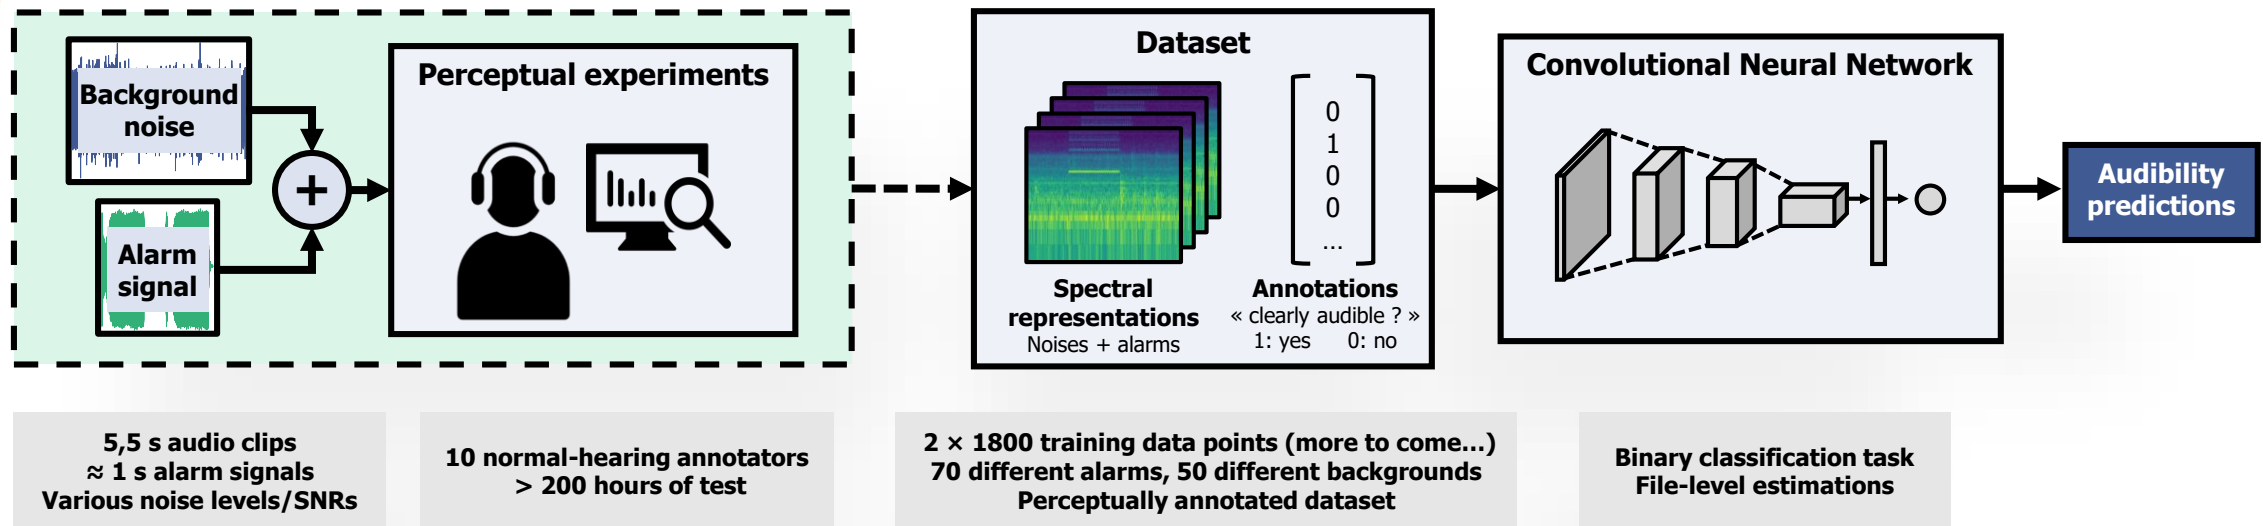 Background
noise
+
Alarm
signal
Perceptual experiments
Dataset
0
1
0
0
...
Spectral
representations
Noises + alarms
Annotations
« clearly audible ? »
1: yes 0: no
Convolutional Neural Network
Audibility
predictions
5,5 s audio clips
≈ 1 s alarm signals
Various noise levels/SNRs
10 normal-hearing annotators
> 200 hours of test
2 × 1800 training data points (more to come…)
70 different alarms, 50 different backgrounds
Perceptually annotated dataset
Binary classification task
File-level estimations